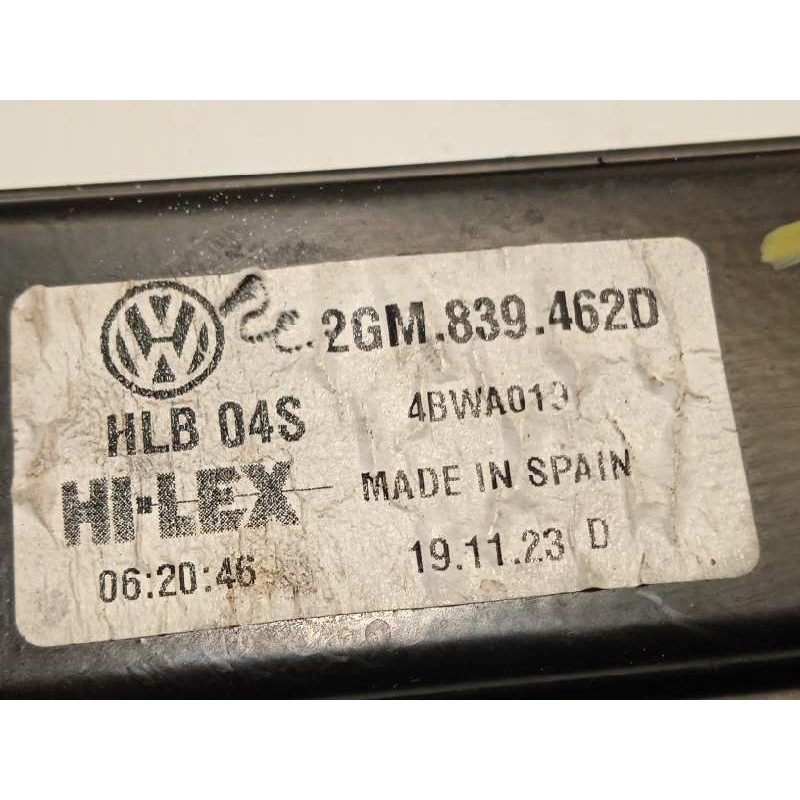 2GM.839.462D
HLB 04S
4BWA019
HI-LEX
MADE IN SPAIN
06:20:46
19.11.23 D